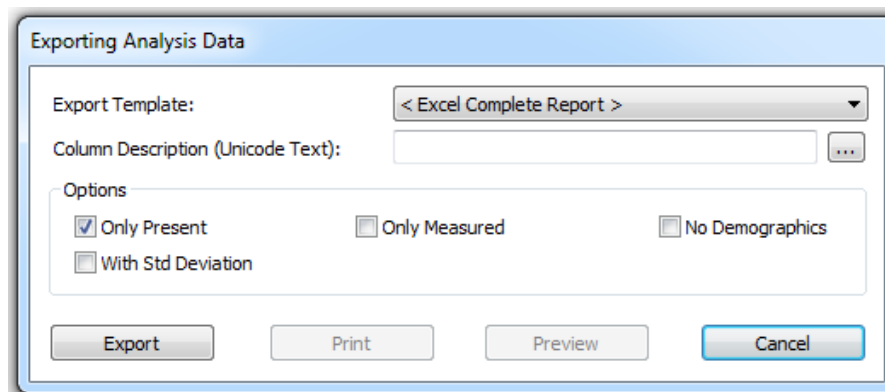 Exporting Analysis Data
Export Template: < Excel Complete Report >
Column Description (Unicode Text): ...
Options
Only Present Only Measured No Demographics
With Std Deviation
Export Print Preview Cancel